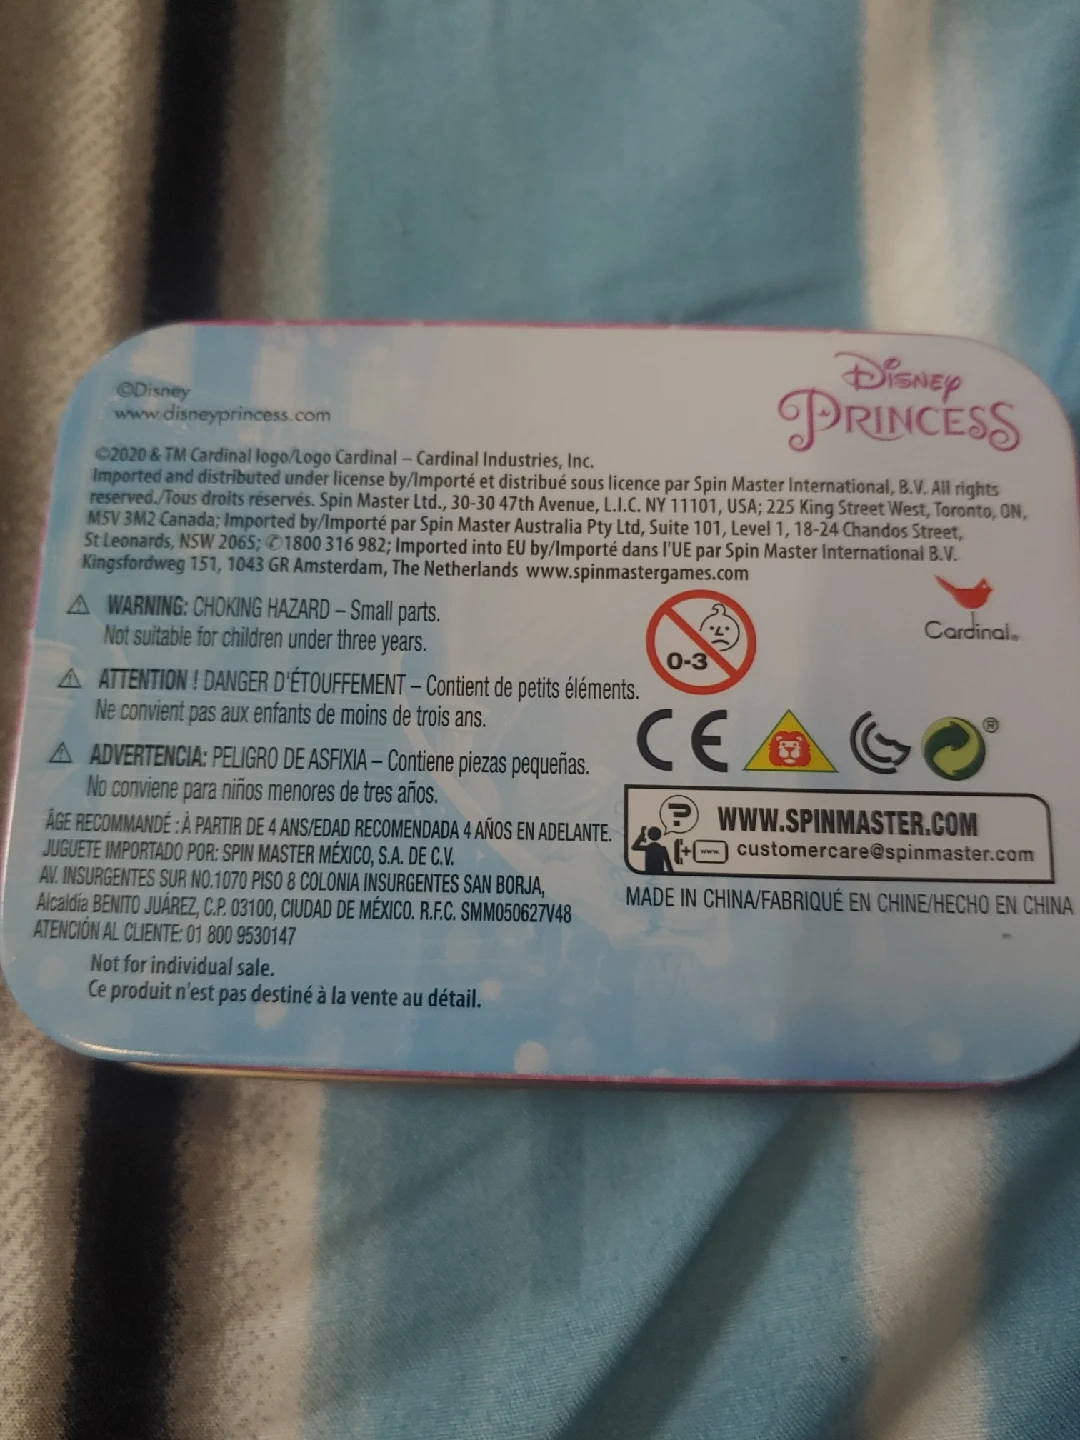 ©Disney
www.disneyprincess.com
DISNEY
PRINCESS
©2020 & TM Cardinal logo/Logo Cardinal – Cardinal Industries, Inc.
Imported and distributed under license by/Importé et distribué sous licence par Spin Master International, B.V. All rights
reserved./Tous droits réservés. Spin Master Ltd., 30-30 47th Avenue, L.I.C. NY 11101, USA; 225 King Street West, Toronto, ON,
M5V 3M2 Canada; Imported by/Importé par Spin Master Australia Pty Ltd, Suite 101, Level 1, 18-24 Chandos Street,
St Leonards, NSW 2065; ✆1800 316 982; Imported into EU by/Importé dans l'UE par Spin Master International B.V.
Kingsfordweg 151, 1043 GR Amsterdam, The Netherlands www.spinmastergames.com
⚠ WARNING: CHOKING HAZARD – Small parts.
Not suitable for children under three years.
⚠ ATTENTION ! DANGER D'ÉTOUFFEMENT – Contient de petits éléments.
Ne convient pas aux enfants de moins de trois ans.
⚠ ADVERTENCIA: PELIGRO DE ASFIXIA – Contiene piezas pequeñas.
No conviene para niños menores de tres años.
ÂGE RECOMMANDÉ : À PARTIR DE 4 ANS/EDAD RECOMENDADA 4 AÑOS EN ADELANTE.
JUGUETE IMPORTADO POR: SPIN MASTER MÉXICO, S.A. DE C.V.
AV. INSURGENTES SUR NO.1070 PISO 8 COLONIA INSURGENTES SAN BORJA,
Alcaldía BENITO JUÁREZ, C.P. 03100, CIUDAD DE MÉXICO. R.F.C. SMM050627V48
ATENCIÓN AL CLIENTE: 01 800 9530147
Not for individual sale.
Ce produit n'est pas destiné à la vente au détail.
Cardinal®
0-3
CE
®
?
WWW.SPINMASTER.COM
www. customercare@spinmaster.com
MADE IN CHINA/FABRIQUÉ EN CHINE/HECHO EN CHINA